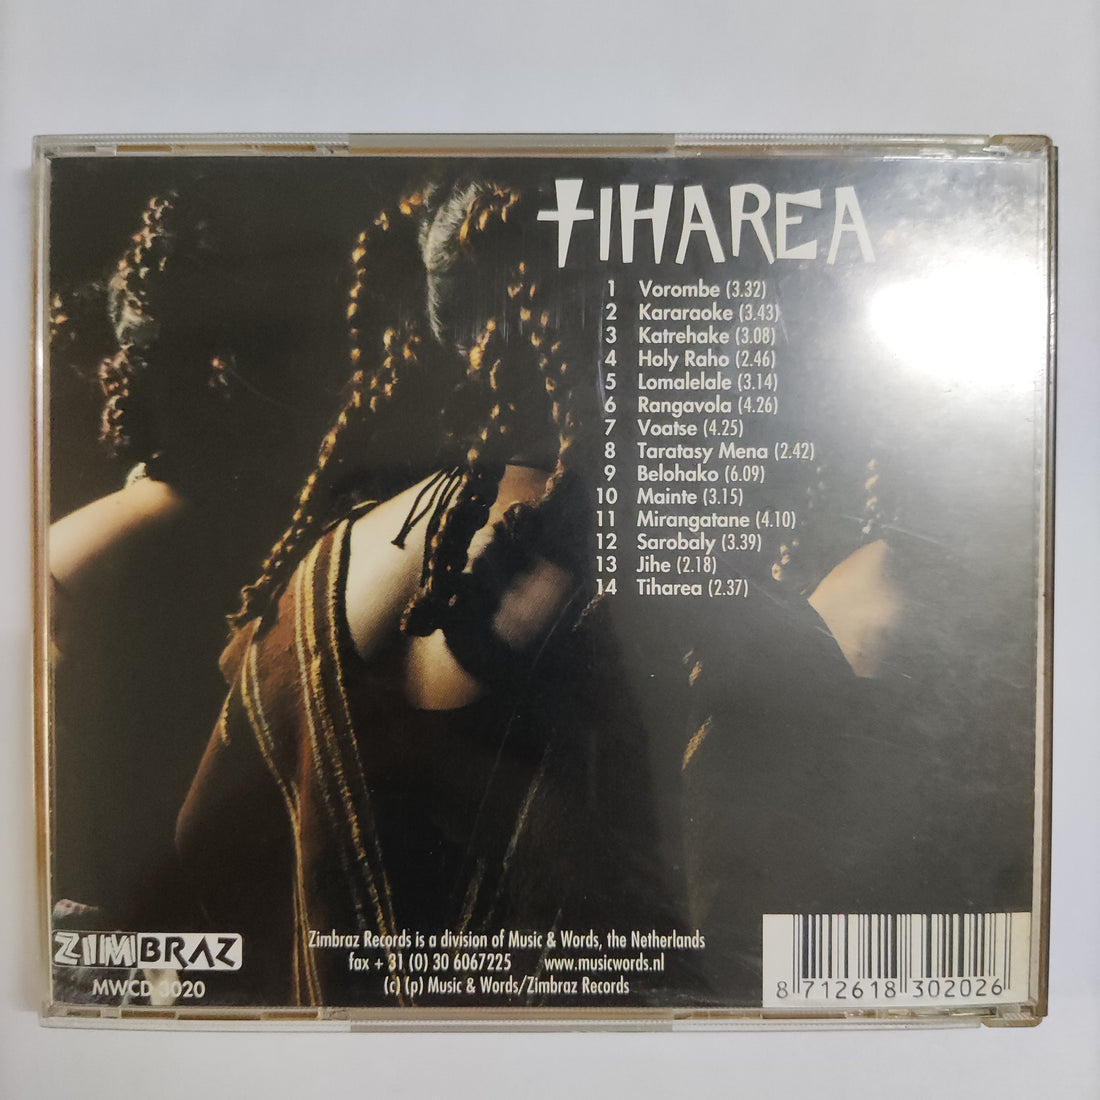 TIHAREA
1 Vorombe (3.32)
2 Kararaoke (3.43)
3 Katrehake (3.08)
4 Holy Raho (2.46)
5 Lomalelale (3.14)
6 Rangavola (4.26)
7 Voatse (4.25)
8 Taratasy Mena (2.42)
9 Belohako (6.09)
10 Mainte (3.15)
11 Mirangatane (4.10)
12 Sarobaly (3.39)
13 Jihe (2.18)
14 Tiharea (2.37)
ZIMBRAZ
MWCD 3020
Zimbraz Records is a division of Music & Words, the Netherlands
fax + 31 (0) 30 6067225 www.musicwords.nl
(c) (p) Music & Words/Zimbraz Records
8 712618 302026